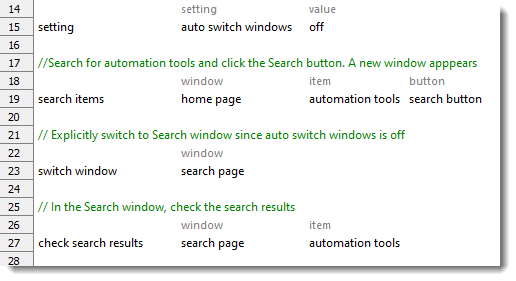 14 setting value
15 setting auto switch windows off
16
17 //Search for automation tools and click the Search button. A new window apppears
18 window item button
19 search items home page automation tools search button
20
21 // Explicitly switch to Search window since auto switch windows is off
22 window
23 switch window search page
24
25 // In the Search window, check the search results
26 window item
27 check search results search page automation tools
28